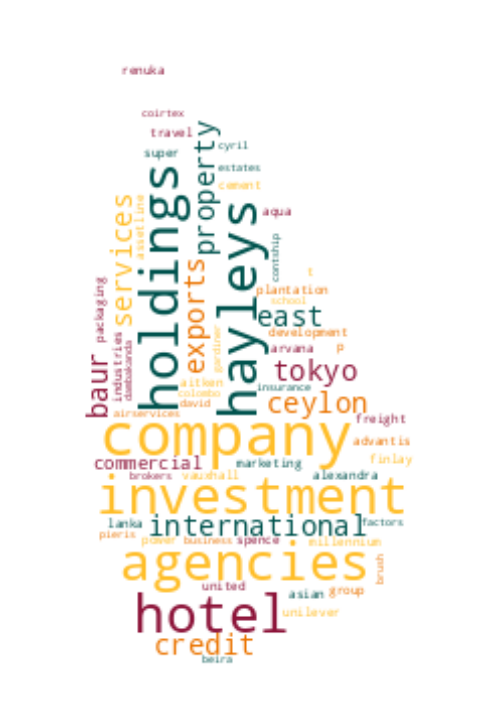 renuka
coirtex
travel
super
cyril
property
estates
holdings
cement
services
assetline
hayleys
aqua
contship
exports
t
plantation
school
packaging
east
development
industries
dambakanda
gardiner
arvana
p
baur
tokyo
aitken
insurance
colombo
david
ceylon
airservices
freight
company
advantis
commercial
marketing
finlay
brokers
vauxhall
alexandra
investment
lanka
international
factors
pieris
power
business
spence
millennium
agencies
brush
united
asian
group
hotel
unilever
credit
beira